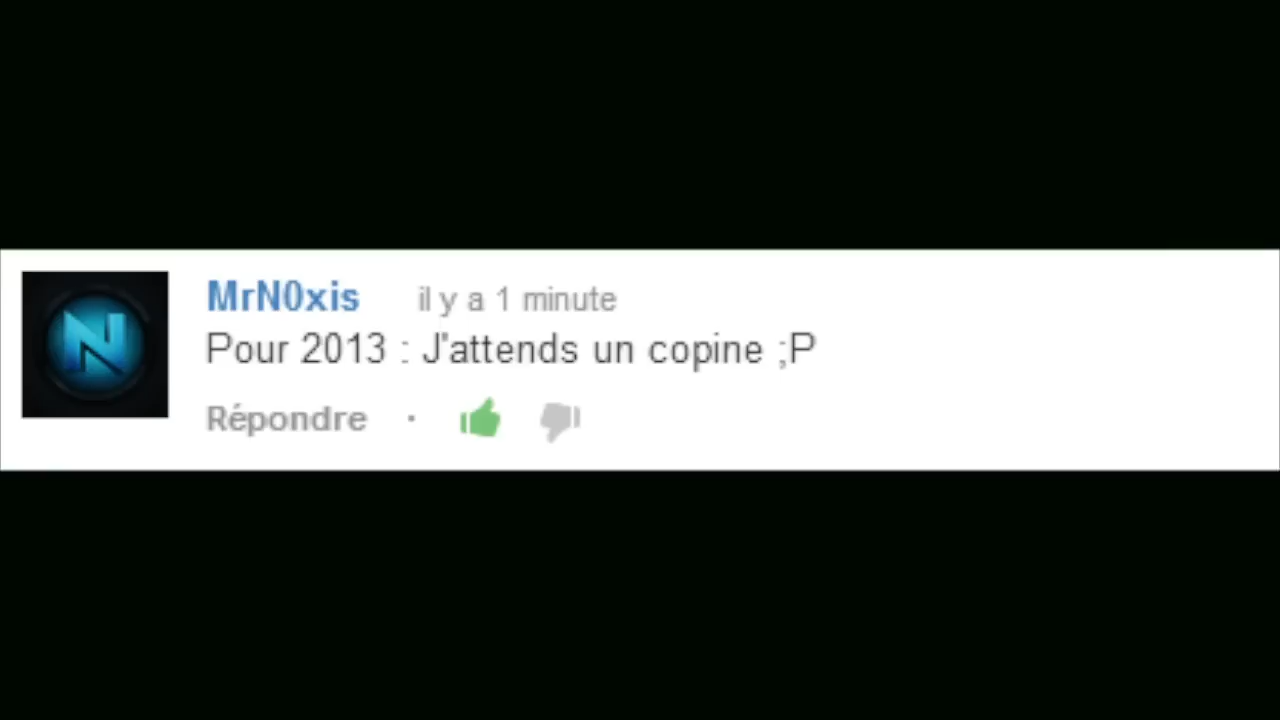 MrN0xis il y a 1 minute
Pour 2013 : J'attends un copine ;P
Répondre ·
N